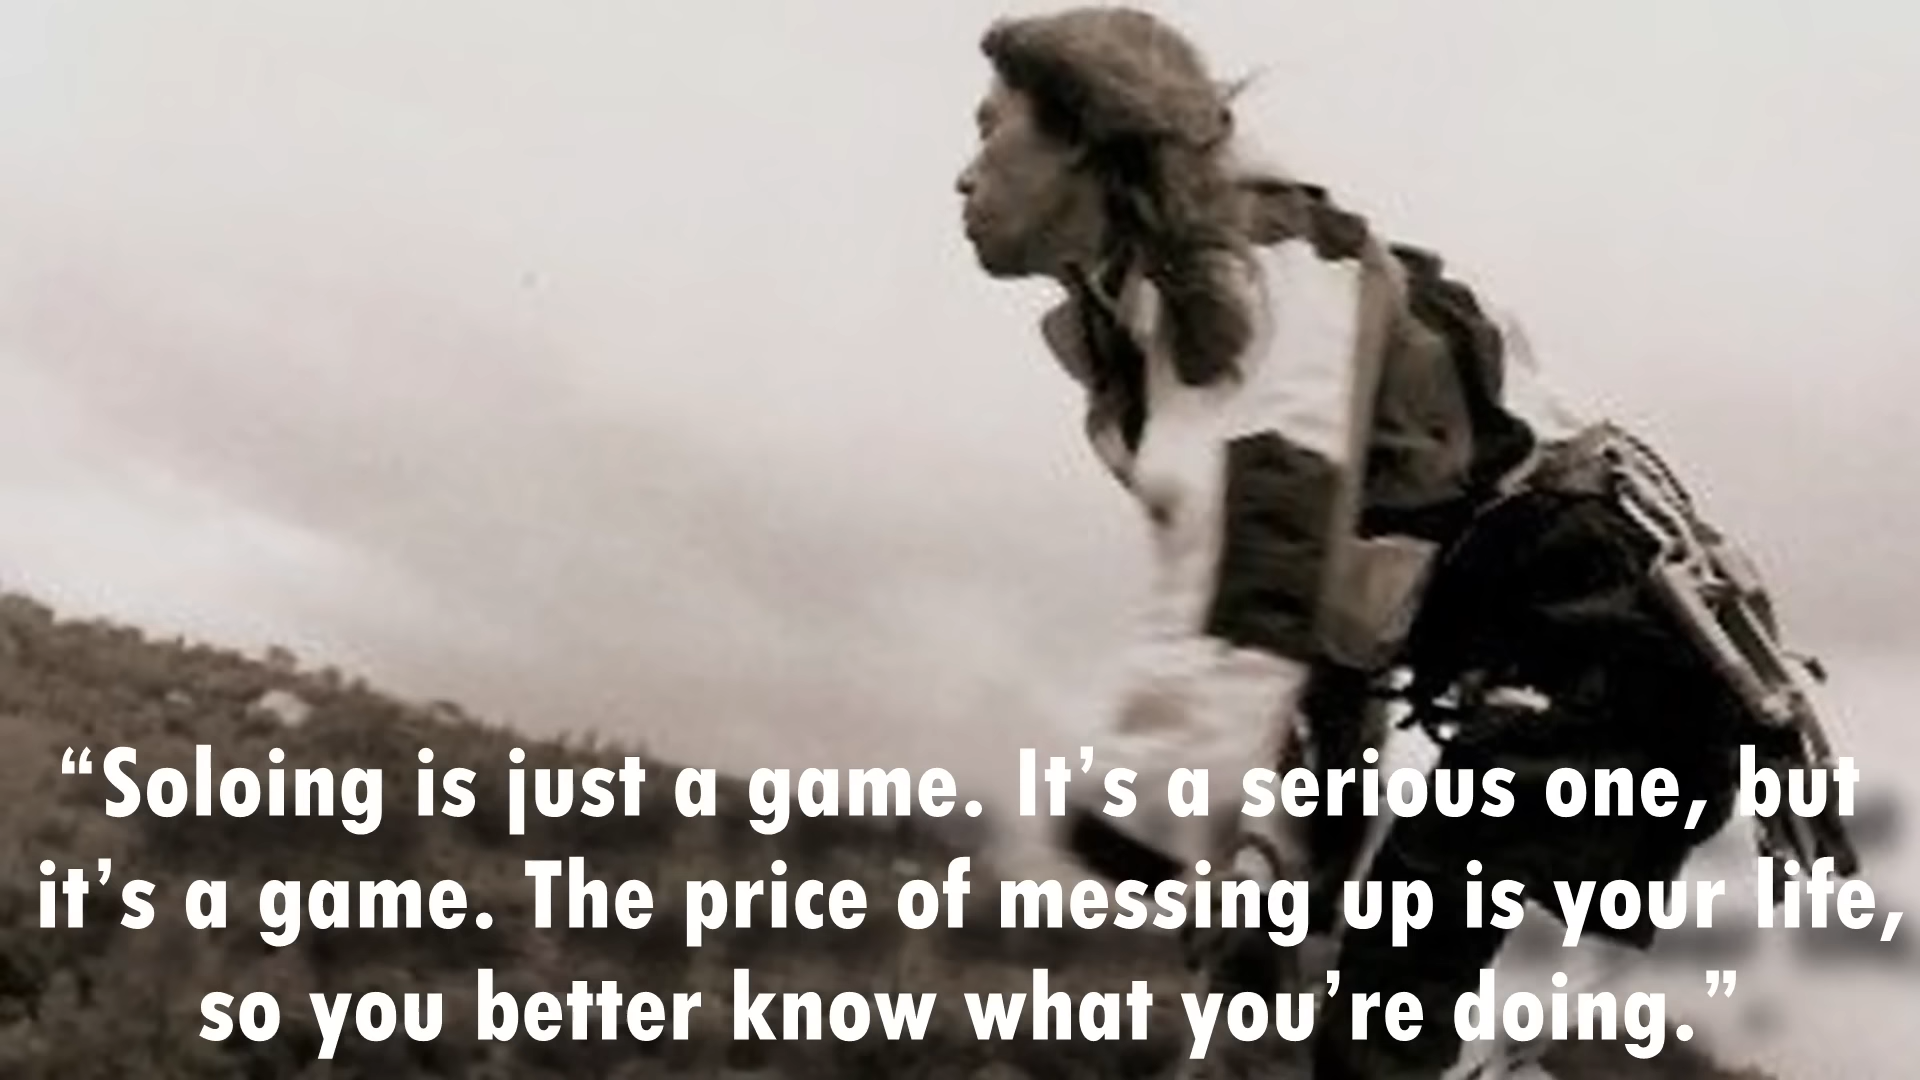 “Soloing is just a game. It’s a serious one, but
it’s a game. The price of messing up is your life,
so you better know what you’re doing.”